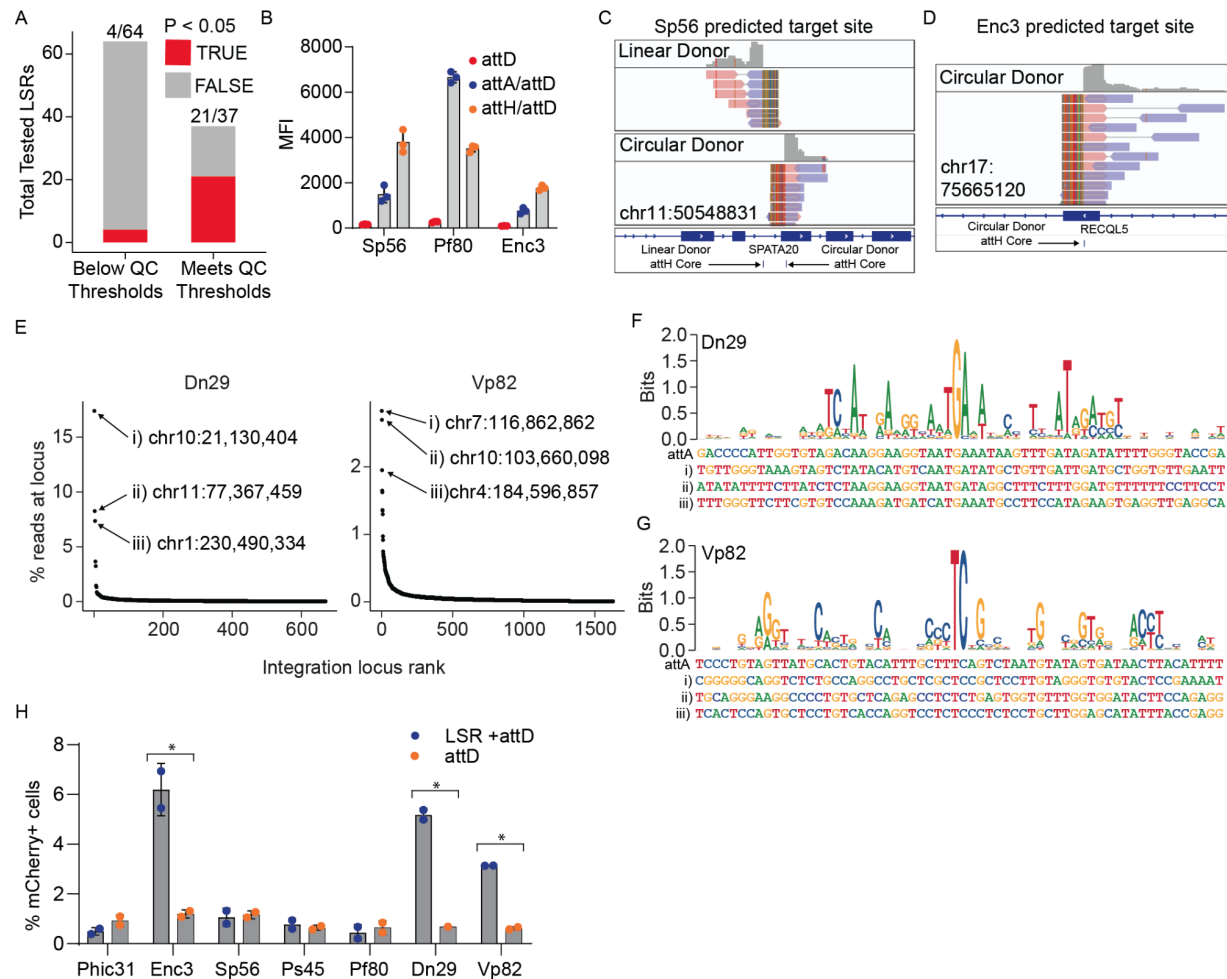 A
4/64
P < 0.05
TRUE
FALSE
21/37
Total Tested LSRs
60
40
20
0
Below QC
Thresholds
Meets QC
Thresholds
B
MFI
8000
6000
4000
2000
0
attD
attA/attD
attH/attD
Sp56
Pf80
Enc3
C
Sp56 predicted target site
Linear Donor
Circular Donor
chr11:50548831
Linear Donor SPATA20 Circular Donor
attH Core attH Core
D
Enc3 predicted target site
Circular Donor
chr17:
75665120
Circular Donor RECQL5
attH Core
E
Dn29
Vp82
% reads at locus
15
10
5
0
i) chr10:21,130,404
ii) chr11:77,367,459
iii) chr1:230,490,334
200
400
600
2
1
0
i) chr7:116,862,862
ii) chr10:103,660,098
iii)chr4:184,596,857
0
500
1000
1500
Integration locus rank
F
Dn29
Bits
2.0
1.5
1.0
0.5
0.0
attA GACCCCATTGGTGTAGACAAGGAAGGTAATGAAATAAGTTTGATAGATATTTTGGGTACCGA
i) TGTTGGGTAAAGTAGTCTATACATGTCAATGATATGCTGTTGATAGATGCTGGTGTTGAATT
ii) ATATATTTTCTTATCTCTAAGGAAGGTAATGATAGGCTTTCTTTGGATGTTTTTTCCTTCCT
iii) TTTGGGTTCTTCGTGTCCAAAGATGATCATGAAATGCCTTCCATAGAAGTGAGGTTGAGGCA
G
Vp82
Bits
2.0
1.5
1.0
0.5
0.0
attA TCCCTGTAGTTATGCACTGTACATTTGCTTTCAGTCTAATGTATAGTGATAACTTACATTTT
i) CGGGGGCAGGTCTCTGCCAGGCCTGCTCGCTCCGCTCCTTGTAGGGTGTGTACTCCGAAAAT
ii) TGCAGGGAAGGCCCCTGTGCTCAGAGCCTCTCTGAGTGGTGTTTGGTGGATACTTCCAGAGG
iii) TCACTCCAGTGCTCCTGTCACCAGGTCCTCTCCCTCTCCTGCTTGGAGCATATTTACCGAGG
H
% mCherry+ cells
8
6
4
2
0
LSR +attD
attD
*
*
*
Phic31
Enc3
Sp56
Ps45
Pf80
Dn29
Vp82